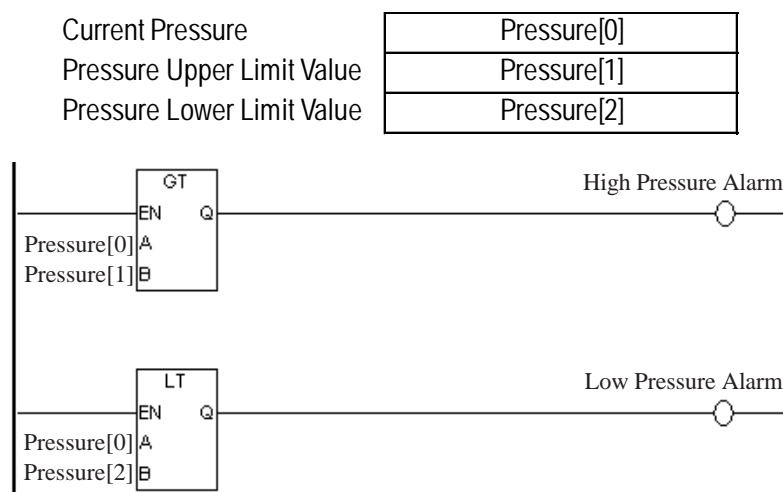 Current Pressure Pressure[0]
Pressure Upper Limit Value Pressure[1]
Pressure Lower Limit Value Pressure[2]
GT
High Pressure Alarm
EN Q
Pressure[0] A
Pressure[1] B
LT
Low Pressure Alarm
EN Q
Pressure[0] A
Pressure[2] B